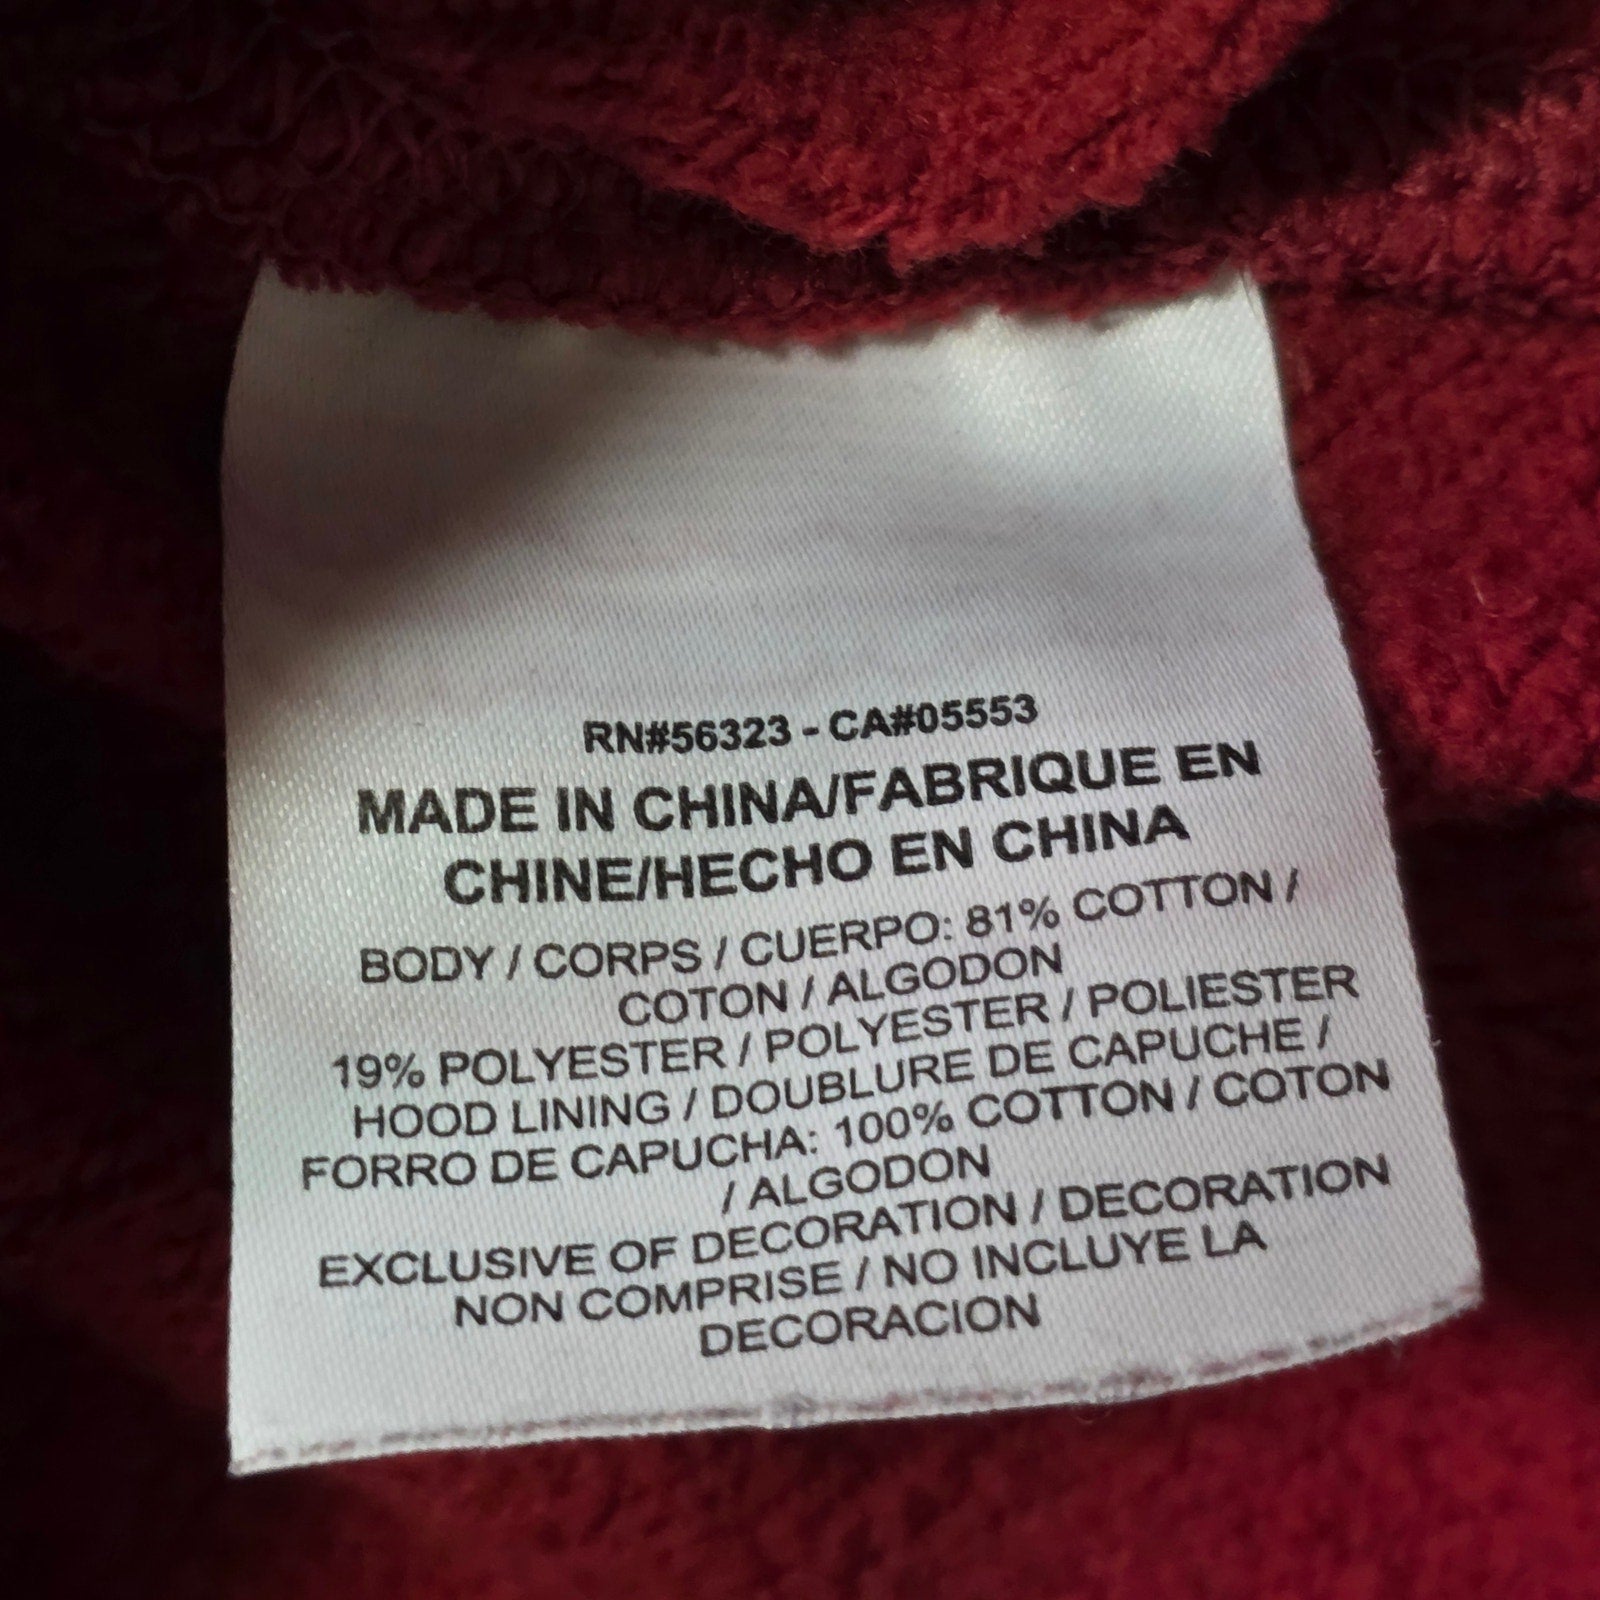 RN#56323 - CA#05553
MADE IN CHINA/FABRIQUE EN
CHINE/HECHO EN CHINA
BODY / CORPS / CUERPO: 81% COTTON /
COTON / ALGODON
19% POLYESTER / POLYESTER / POLIESTER
HOOD LINING / DOUBLURE DE CAPUCHE /
FORRO DE CAPUCHA: 100% COTTON / COTON
/ ALGODON
EXCLUSIVE OF DECORATION / DECORATION
NON COMPRISE / NO INCLUYE LA
DECORACION